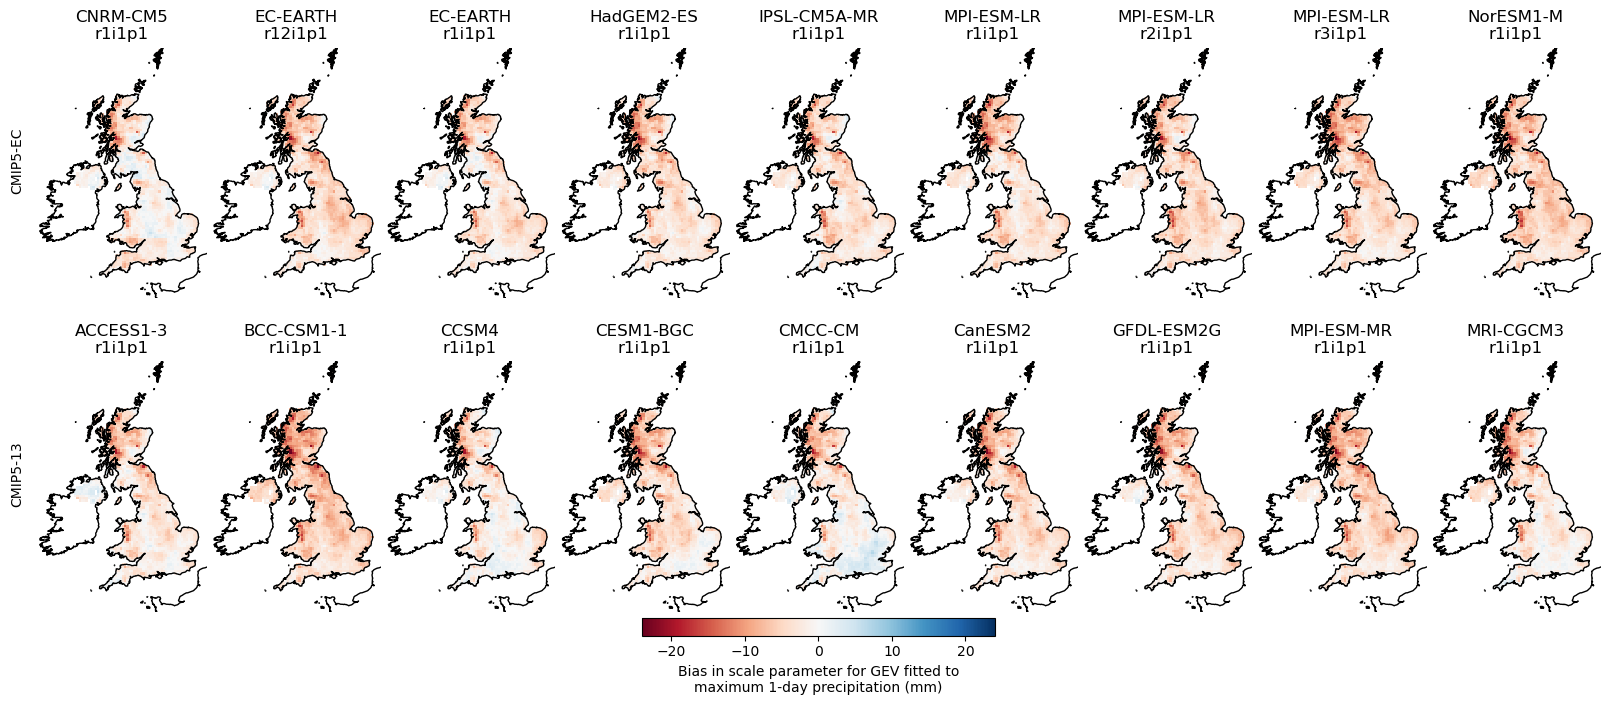 CNRM-CM5 EC-EARTH EC-EARTH HadGEM2-ES IPSL-CM5A-MR MPI-ESM-LR MPI-ESM-LR MPI-ESM-LR NorESM1-M
r1i1p1 r12i1p1 r1i1p1 r1i1p1 r1i1p1 r1i1p1 r2i1p1 r3i1p1 r1i1p1
CMIP5-EC
ACCESS1-3 BCC-CSM1-1 CCSM4 CESM1-BGC CMCC-CM CanESM2 GFDL-ESM2G MPI-ESM-MR MRI-CGCM3
r1i1p1 r1i1p1 r1i1p1 r1i1p1 r1i1p1 r1i1p1 r1i1p1 r1i1p1 r1i1p1
CMIP5-13
−20 −10 0 10 20
Bias in scale parameter for GEV fitted to
maximum 1-day precipitation (mm)